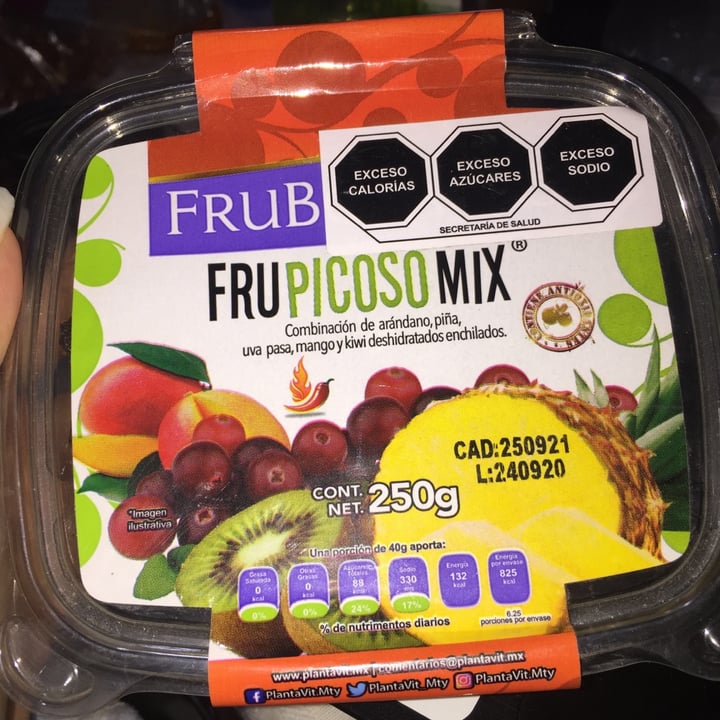 EXCESO
CALORÍAS
EXCESO
AZÚCARES
EXCESO
SODIO
SECRETARÍA DE SALUD
FRUB
FRUPICOSO MIX®
CONTIENE ANTIOXIDANTES
Combinación de arándano, piña,
uva pasa, mango y kiwi deshidratados enchilados.
CAD:250921
L:240920
CONT.
NET. 250g
*Imagen
ilustrativa
Una porción de 40g aporta:
Grasa
Saturada
0
kcal
0%
Otras
Grasas
0
kcal
0%
Azúcares
Totales
88
kcal
24%
Sodio
330
mg
17%
Energía
132
kcal
Energía
por envase
825
kcal
% de nutrimentos diarios
6.25
porciones por envase
www.plantavit.mx | comentarios@plantavit.mx
PlantaVit.Mty PlantaVit_Mty PlantaVit.Mty